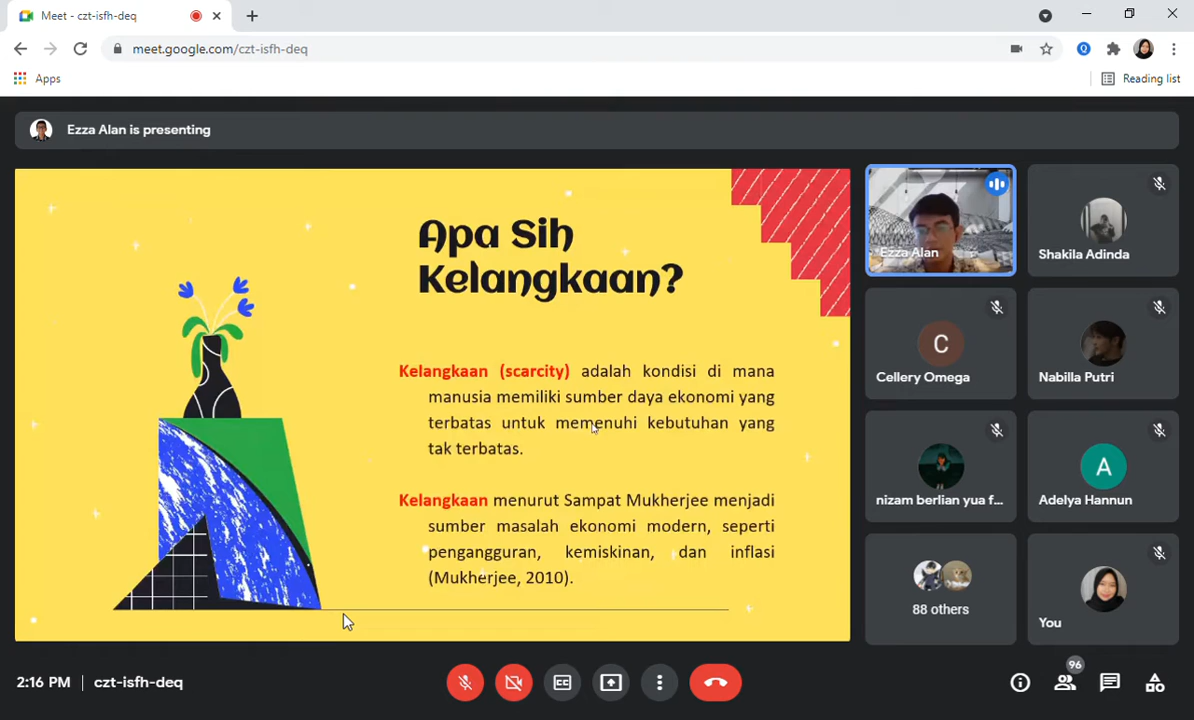 Meet - czt-isfh-deq
meet.google.com/czt-isfh-deq
Apps
Reading list
Ezza Alan is presenting
Apa Sih
Kelangkaan?
Kelangkaan (scarcity) adalah kondisi di mana
manusia memiliki sumber daya ekonomi yang
terbatas untuk memenuhi kebutuhan yang
tak terbatas.
Kelangkaan menurut Sampat Mukherjee menjadi
sumber masalah ekonomi modern, seperti
pengangguran, kemiskinan, dan inflasi
(Mukherjee, 2010).
Ezza Alan
Shakila Adinda
C
Cellery Omega
Nabilla Putri
nizam berlian yua f...
A
Adelya Hannun
88 others
You
2:16 PM
czt-isfh-deq
96